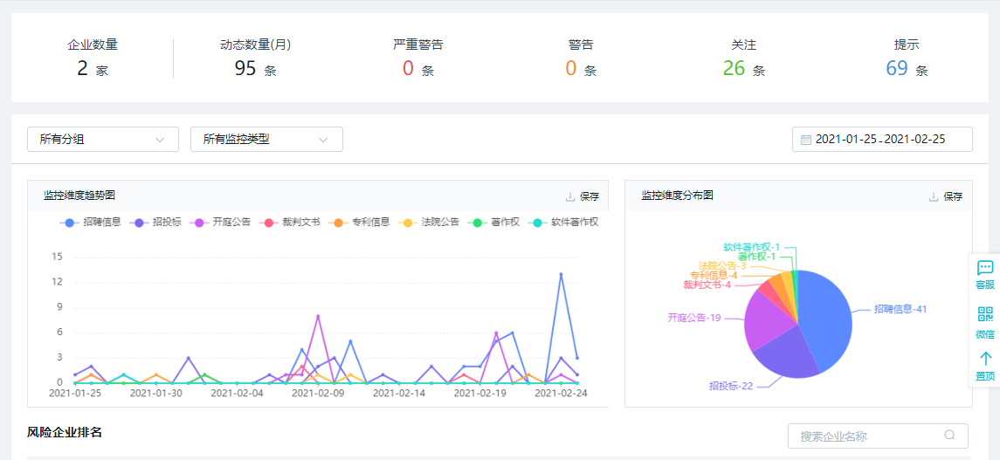 企业数量 动态数量(月) 严重警告 警告 关注 提示
2 家 95 条 0 条 0 条 26 条 69 条
所有分组 所有监控类型 2021-01-25 - 2021-02-25
监控维度趋势图 保存
招聘信息 招投标 开庭公告 裁判文书 专利信息 法院公告 著作权 软件著作权
15
12
9
6
3
0
2021-01-25 2021-01-30 2021-02-04 2021-02-09 2021-02-14 2021-02-19 2021-02-24
监控维度分布图 保存
软件著作权-1
著作权-1
法院公告-3
专利信息-4
裁判文书-4
开庭公告-19
招聘信息-41
招投标-22
客服
微信
置顶
风险企业排名 搜索企业名称